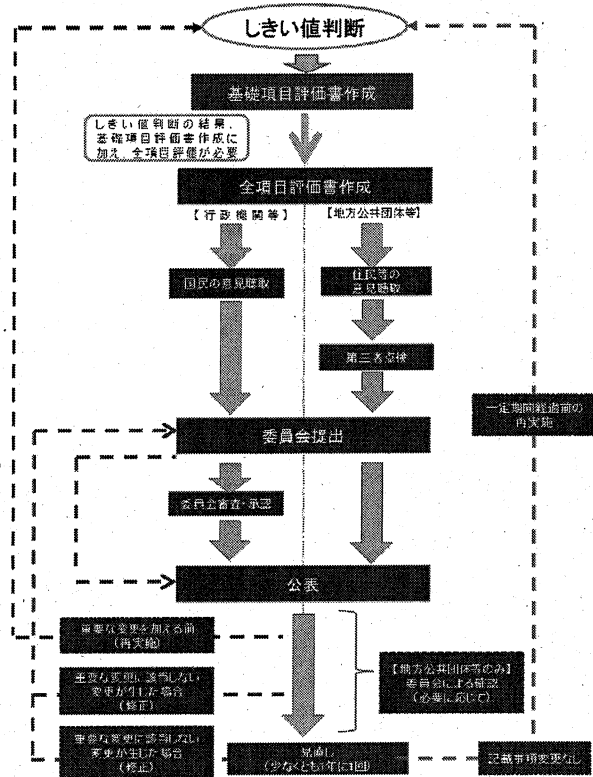 しきい値判断
基礎項目評価書作成
しきい値判断の結果、
基礎項目評価書作成に
加え、全項目評価が必要
全項目評価書作成
【行政機関等】
【地方公共団体等】
国民の意見聴取
住民等の
意見聴取
第三者点検
一定期間経過前の
再実施
委員会提出
委員会審査・承認
公表
重要な変更を加える前
(再実施)
【地方公共団体等のみ】
委員会による確認
(必要に応じて)
重要な変更に該当しない
変更が生じた場合
(修正)
重要な変更に該当しない
変更が生じた場合
(修正)
見直し
(少なくとも1年に1回)
記載事項変更なし